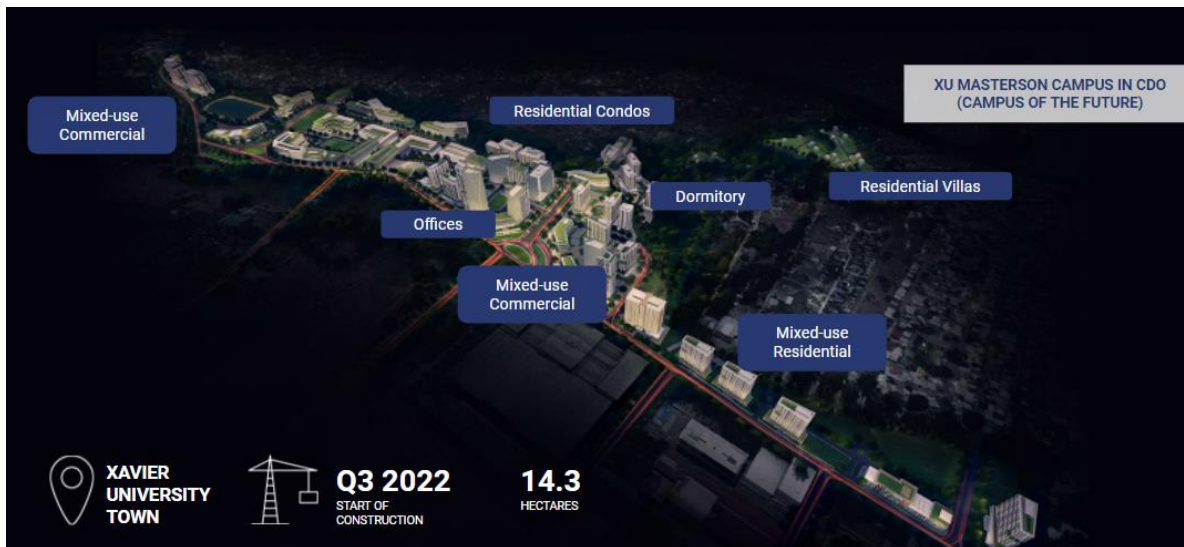 XU MASTERSON CAMPUS IN CDO
(CAMPUS OF THE FUTURE)
Mixed-use
Commercial
Residential Condos
Dormitory
Residential Villas
Offices
Mixed-use
Commercial
Mixed-use
Residential
XAVIER
UNIVERSITY
TOWN
Q3 2022
START OF
CONSTRUCTION
14.3
HECTARES